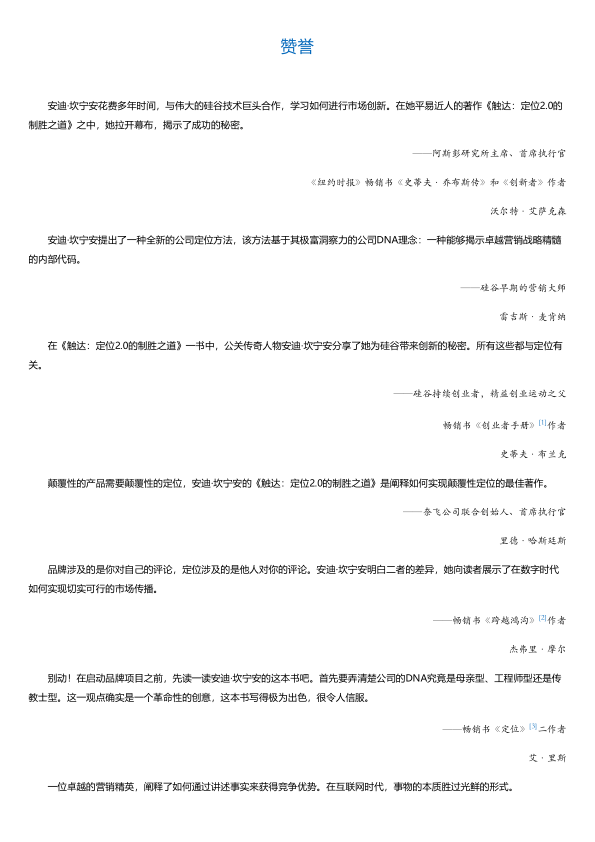 赞誉
安迪·坎宁安花费多年时间，与伟大的硅谷技术巨头合作，学习如何进行市场创新。在她平易近人的著作《触达：定位2.0的
制胜之道》之中，她拉开幕布，揭示了成功的秘密。
——阿斯彭研究所主席、首席执行官
《纽约时报》畅销书《史蒂夫·乔布斯传》和《创新者》作者
沃尔特·艾萨克森
安迪·坎宁安提出了一种全新的公司定位方法，该方法基于其极富洞察力的公司DNA理念：一种能够揭示卓越营销战略精髓
的内部代码。
——硅谷早期的营销大师
雷吉斯·麦肯纳
在《触达：定位2.0的制胜之道》一书中，公关传奇人物安迪·坎宁安分享了她为硅谷带来创新的秘密。所有这些都与定位有
关。
——硅谷持续创业者，精益创业运动之父
畅销书《创业者手册》[1]作者
史蒂夫·布兰克
颠覆性的产品需要颠覆性的定位，安迪·坎宁安的《触达：定位2.0的制胜之道》是阐释如何实现颠覆性定位的最佳著作。
——奈飞公司联合创始人、首席执行官
里德·哈斯廷斯
品牌涉及的是你对自己的评论，定位涉及的是他人对你的评论。安迪·坎宁安明白二者的差异，她向读者展示了在数字时代
如何实现切实可行的市场传播。
——畅销书《跨越鸿沟》[2]作者
杰弗里·摩尔
别动！在启动品牌项目之前，先读一读安迪·坎宁安的这本书吧。首先要弄清楚公司的DNA究竟是母亲型、工程师型还是传
教士型。这一观点确实是一个革命性的创意，这本书写得极为出色，很令人信服。
——畅销书《定位》[3]二作者
艾·里斯
一位卓越的营销精英，阐释了如何通过讲述事实来获得竞争优势。在互联网时代，事物的本质胜过光鲜的形式。